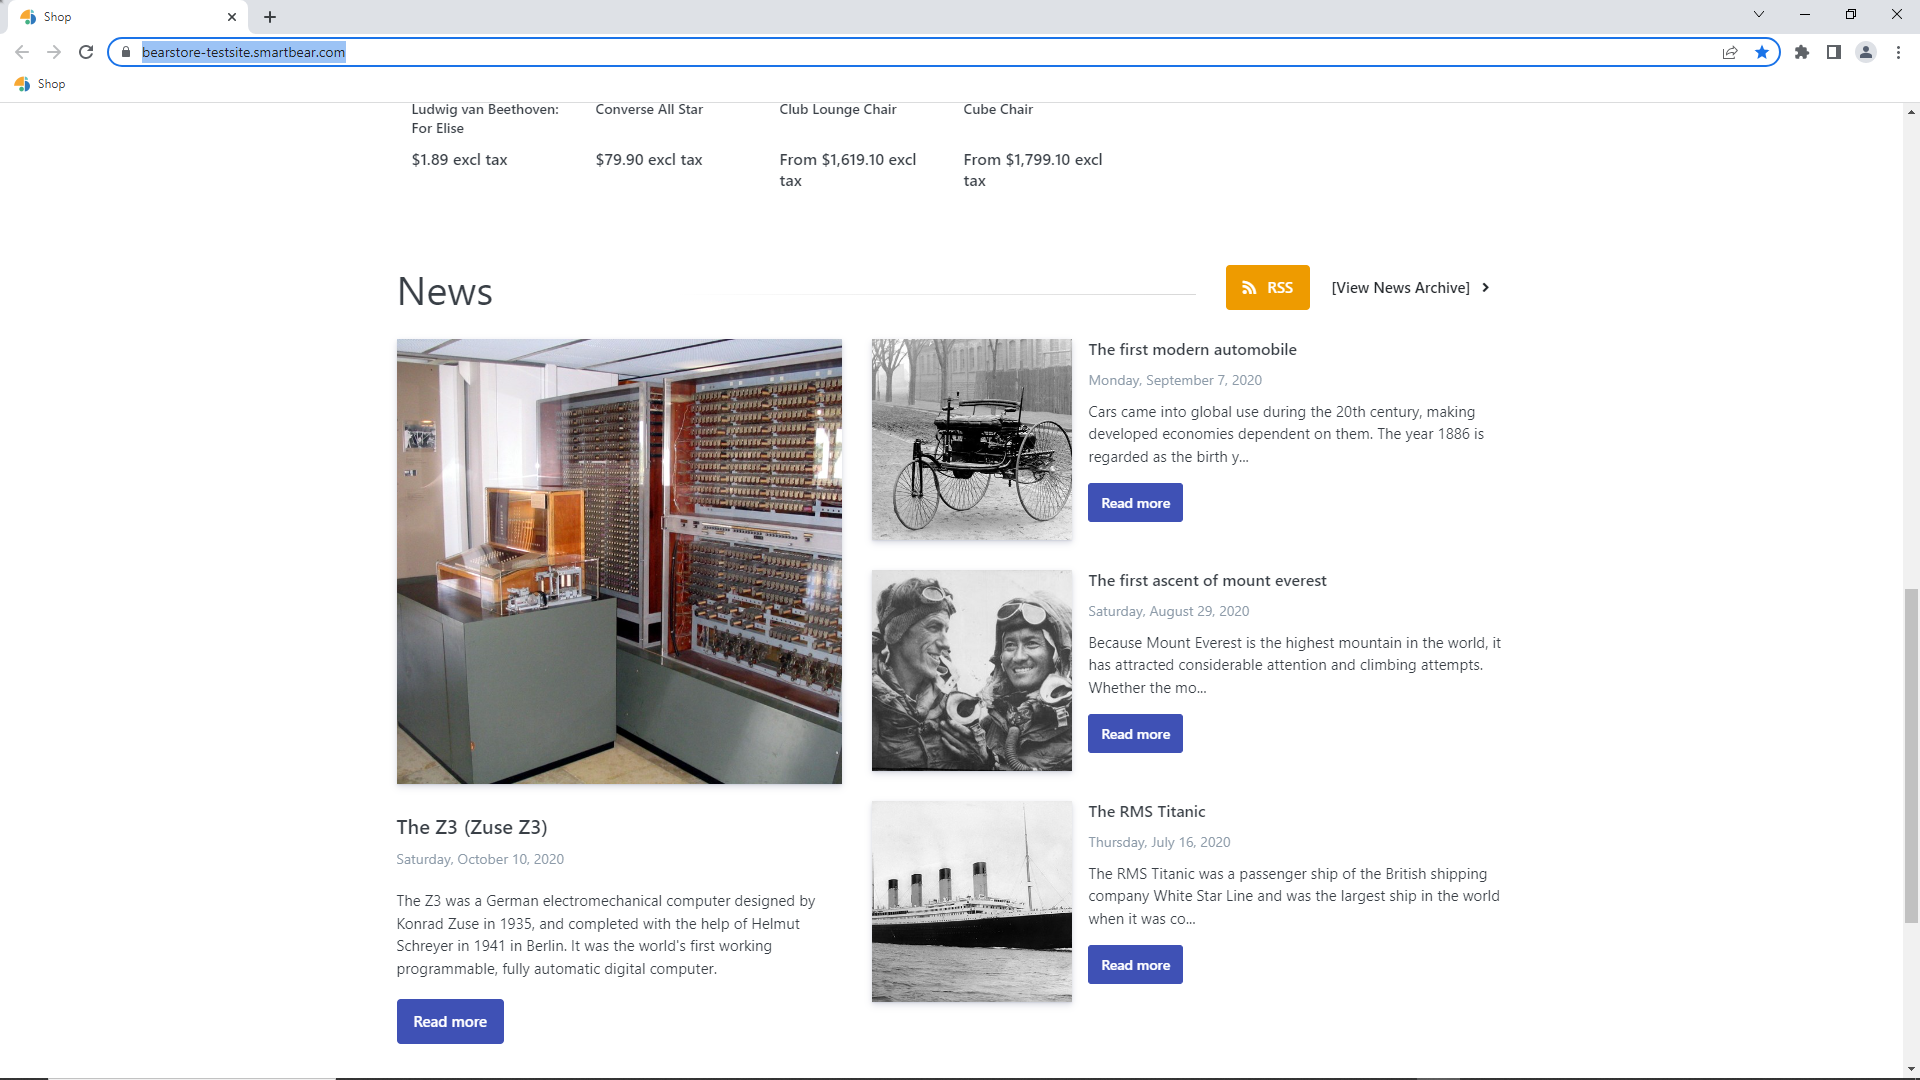 Shop
bearstore-testsite.smartbear.com
Shop
Ludwig van Beethoven:
For Elise
$1.89 excl tax
Converse All Star
$79.90 excl tax
Club Lounge Chair
From $1,619.10 excl
tax
Cube Chair
From $1,799.10 excl
tax
News
RSS
[View News Archive]
The Z3 (Zuse Z3)
Saturday, October 10, 2020
The Z3 was a German electromechanical computer designed by
Konrad Zuse in 1935, and completed with the help of Helmut
Schreyer in 1941 in Berlin. It was the world's first working
programmable, fully automatic digital computer.
Read more
The first modern automobile
Monday, September 7, 2020
Cars came into global use during the 20th century, making
developed economies dependent on them. The year 1886 is
regarded as the birth y...
Read more
The first ascent of mount everest
Saturday, August 29, 2020
Because Mount Everest is the highest mountain in the world, it
has attracted considerable attention and climbing attempts.
Whether the mo...
Read more
The RMS Titanic
Thursday, July 16, 2020
The RMS Titanic was a passenger ship of the British shipping
company White Star Line and was the largest ship in the world
when it was co...
Read more